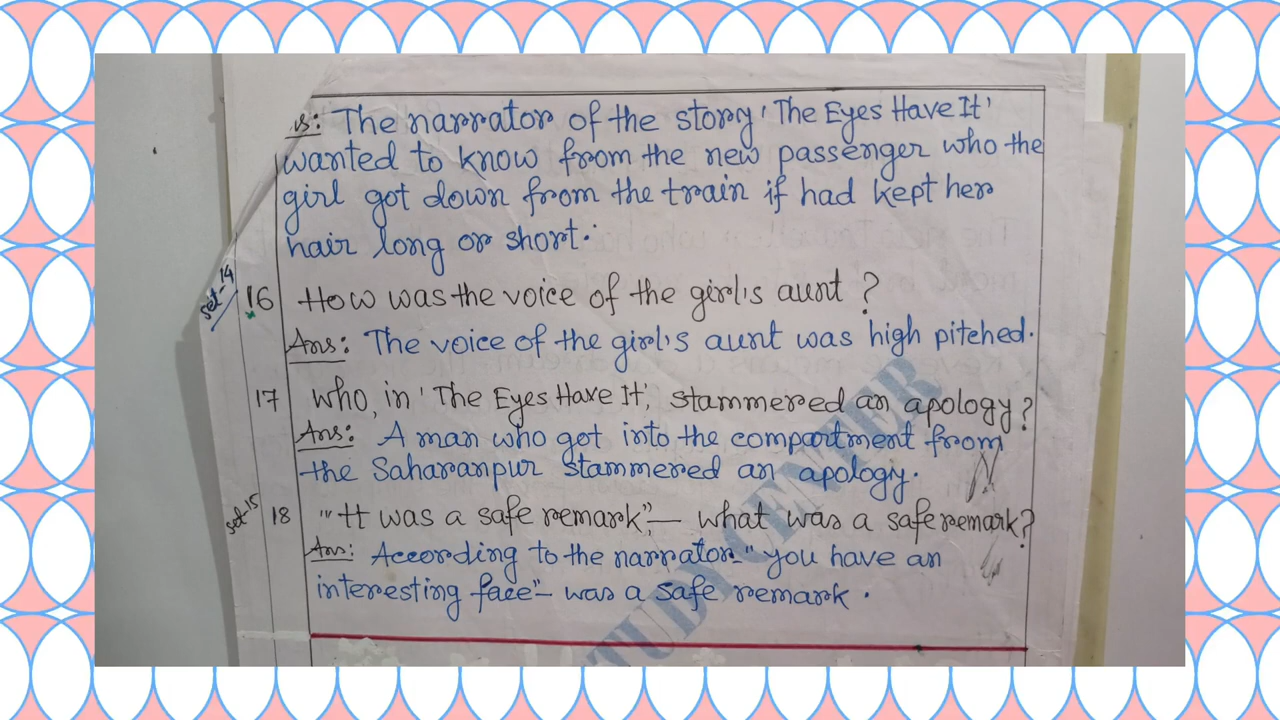 s: The narrator of the story 'The Eyes Have It'
wanted to know from the new passenger who the
girl got down from the train if had kept her
hair long or short.
set-14
16 How was the voice of the girl's aunt ?
Ans: The voice of the girl's aunt was high pitched.
17 Who, in 'The Eyes Have It', stammered an apology?
Ans: A man who got into the compartment from
the Saharanpur stammered an apology.
set-15
18 "It was a safe remark"— what was a safe remark?
Ans: According to the narrator "you have an
interesting face"— was a safe remark.
TUDY CENTER